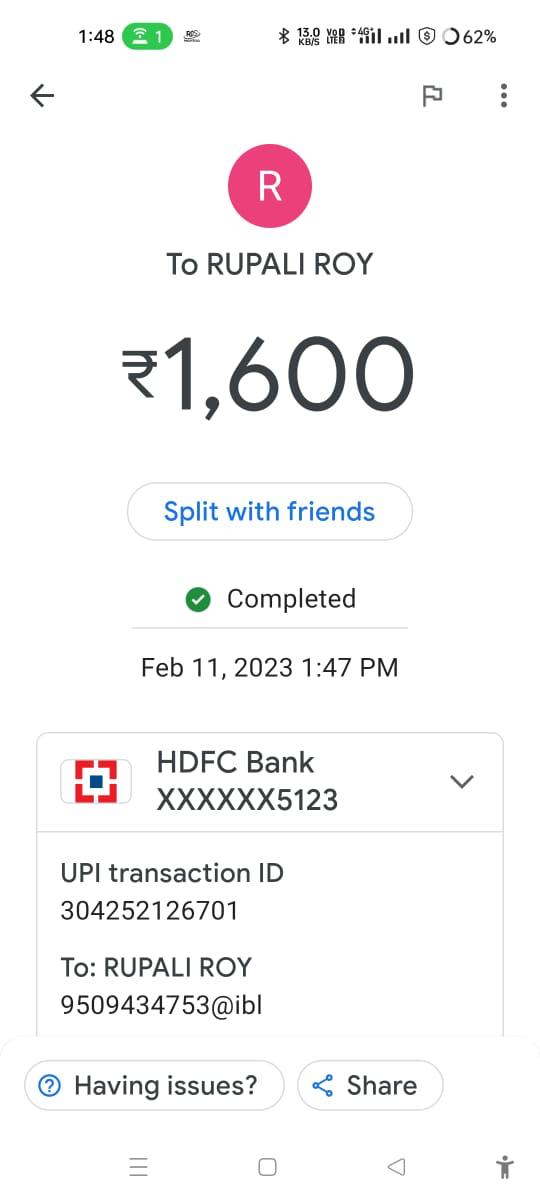 1:48 1 13.0 KB/S VoD LTEB 4G 62%
R
To RUPALI ROY
₹1,600
Split with friends
Completed
Feb 11, 2023 1:47 PM
HDFC Bank
XXXXXX5123
UPI transaction ID
304252126701
To: RUPALI ROY
9509434753@ibl
Having issues?
Share